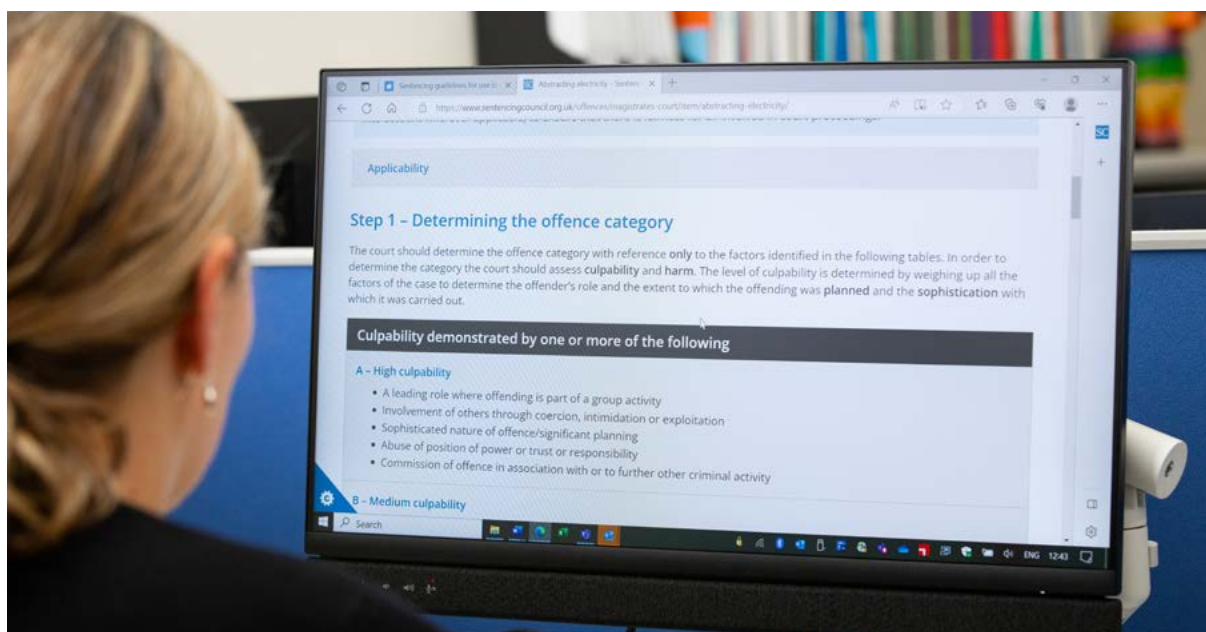 Sentencing guidelines for use in
Abstracting electricity – Senten
https://www.sentencingcouncil.org.uk/offences/magistrates-court/item/abstracting-electricity/
SC
Applicability
Step 1 – Determining the offence category
The court should determine the offence category with reference only to the factors identified in the following tables. In order to
determine the category the court should assess culpability and harm. The level of culpability is determined by weighing up all the
factors of the case to determine the offender's role and the extent to which the offending was planned and the sophistication with
which it was carried out.
Culpability demonstrated by one or more of the following
A – High culpability
• A leading role where offending is part of a group activity
• Involvement of others through coercion, intimidation or exploitation
• Sophisticated nature of offence/significant planning
• Abuse of position of power or trust or responsibility
• Commission of offence in association with or to further other criminal activity
B – Medium culpability
Search
ENG 12:43